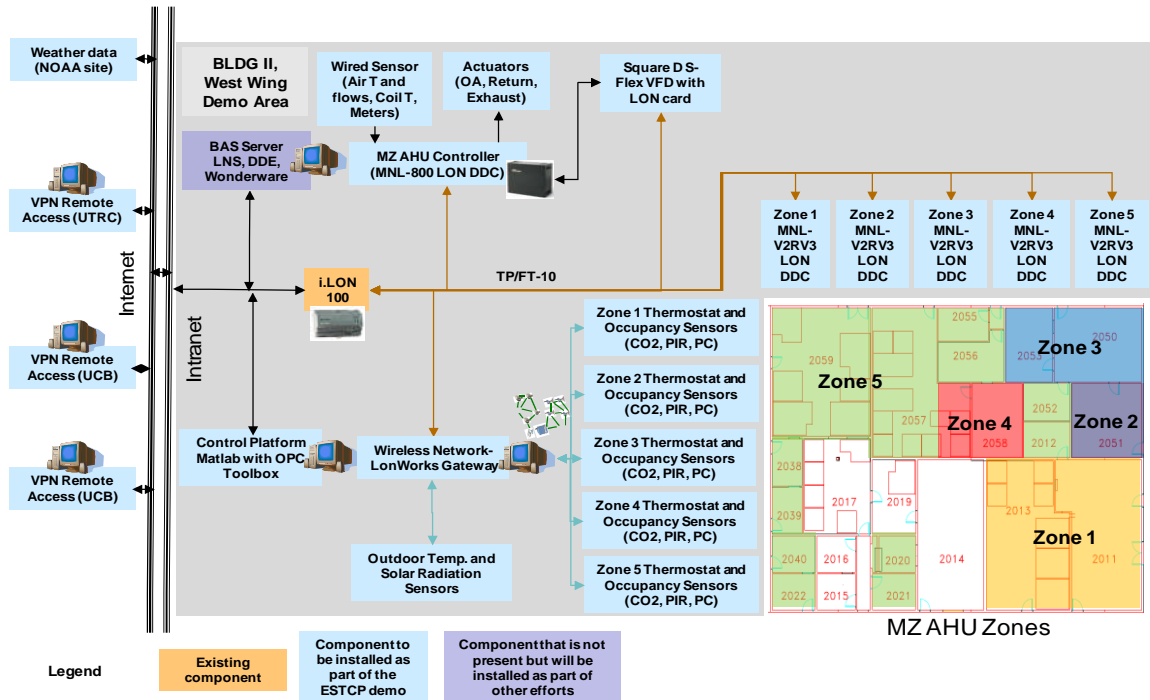 Weather data
(NOAA site)
VPN Remote
Access (UTRC)
VPN Remote
Access (UCB)
VPN Remote
Access (UCB)
Internet
Intranet
BLDG II,
West Wing
Demo Area
Wired Sensor
(Air T and
flows, Coil T,
Meters)
Actuators
(OA, Return,
Exhaust)
Square D S-
Flex VFD with
LON card
BAS Server
LNS, DDE,
Wonderware
MZ AHU Controller
(MNL-800 LON DDC)
Zone 1
MNL-
V2RV3
LON
DDC
Zone 2
MNL-
V2RV3
LON
DDC
Zone 3
MNL-
V2RV3
LON
DDC
Zone 4
MNL-
V2RV3
LON
DDC
Zone 5
MNL-
V2RV3
LON
DDC
i.LON
100
TP/FT-10
Control Platform
Matlab with OPC
Toolbox
Wireless Network-
LonWorks Gateway
Outdoor Temp. and
Solar Radiation
Sensors
Zone 1 Thermostat and
Occupancy Sensors
(CO2, PIR, PC)
Zone 2 Thermostat and
Occupancy Sensors
(CO2, PIR, PC)
Zone 3 Thermostat and
Occupancy Sensors
(CO2, PIR, PC)
Zone 4 Thermostat and
Occupancy Sensors
(CO2, PIR, PC)
Zone 5 Thermostat and
Occupancy Sensors
(CO2, PIR, PC)
2055
2050
2059
2056
2053
Zone 3
Zone 5
2057
Zone 4
2058
2052
2012
Zone 2
2051
2038
2039
2017
2019
2013
Zone 1
2011
2014
2040
2016
2020
2022
2015
2021
MZ AHU Zones
Legend
Existing
component
Component to
be installed as
part of the
ESTCP demo
Component that is not
present but will be
installed as part of
other efforts